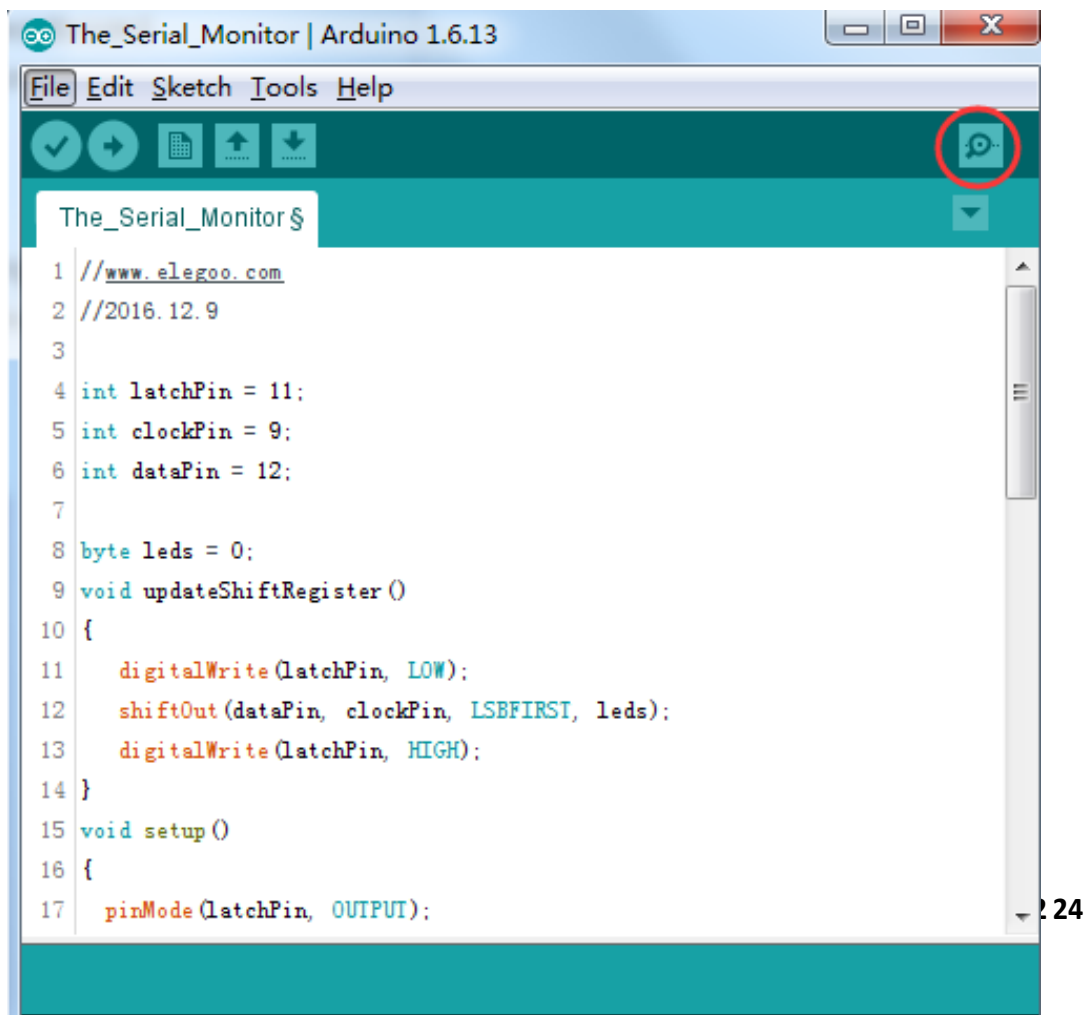 The_Serial_Monitor | Arduino 1.6.13
File Edit Sketch Tools Help
The_Serial_Monitor §
1 //www.elegoo.com
2 //2016.12.9
3
4 int latchPin = 11;
5 int clockPin = 9;
6 int dataPin = 12;
7
8 byte leds = 0;
9 void updateShiftRegister()
10 {
11 digitalWrite(latchPin, LOW);
12 shiftOut(dataPin, clockPin, LSBFIRST, leds);
13 digitalWrite(latchPin, HIGH);
14 }
15 void setup()
16 {
17 pinMode(latchPin, OUTPUT);
24